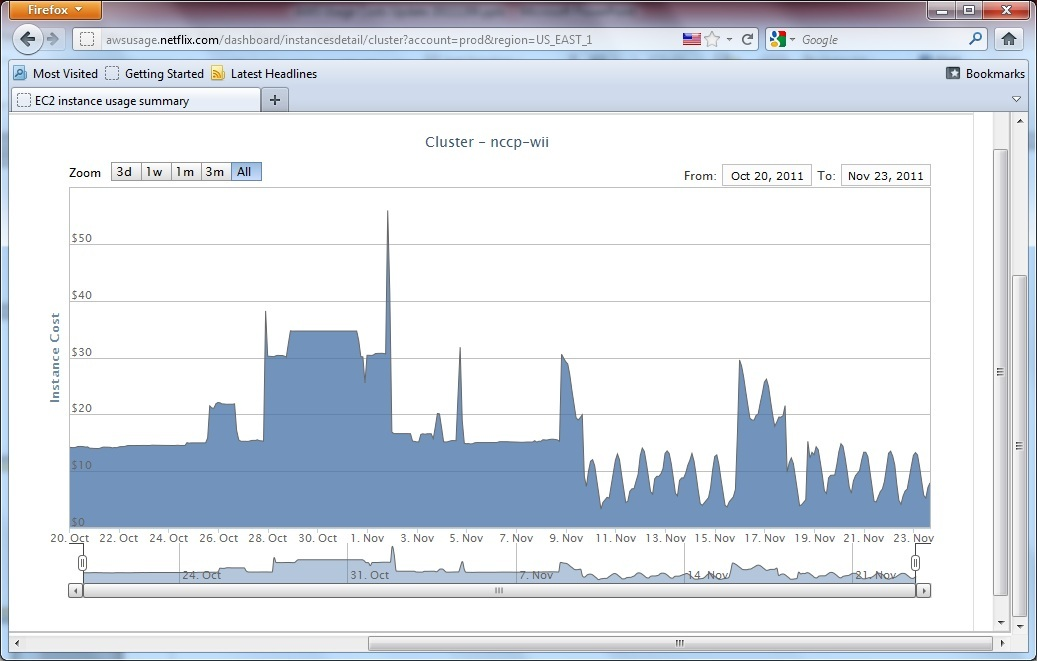 Firefox
awsusage.netflix.com/dashboard/instancesdetail/cluster?account=prod&region=US_EAST_1
Google
Most Visited Getting Started Latest Headlines Bookmarks
EC2 instance usage summary
Cluster - nccp-wii
Zoom 3d 1w 1m 3m All From: Oct 20, 2011 To: Nov 23, 2011
Instance Cost
$50
$40
$30
$20
$10
$0
20. Oct 22. Oct 24. Oct 26. Oct 28. Oct 30. Oct 1. Nov 3. Nov 5. Nov 7. Nov 9. Nov 11. Nov 13. Nov 15. Nov 17. Nov 19. Nov 21. Nov 23. Nov
24. Oct 31. Oct 7. Nov 14. Nov 21. Nov